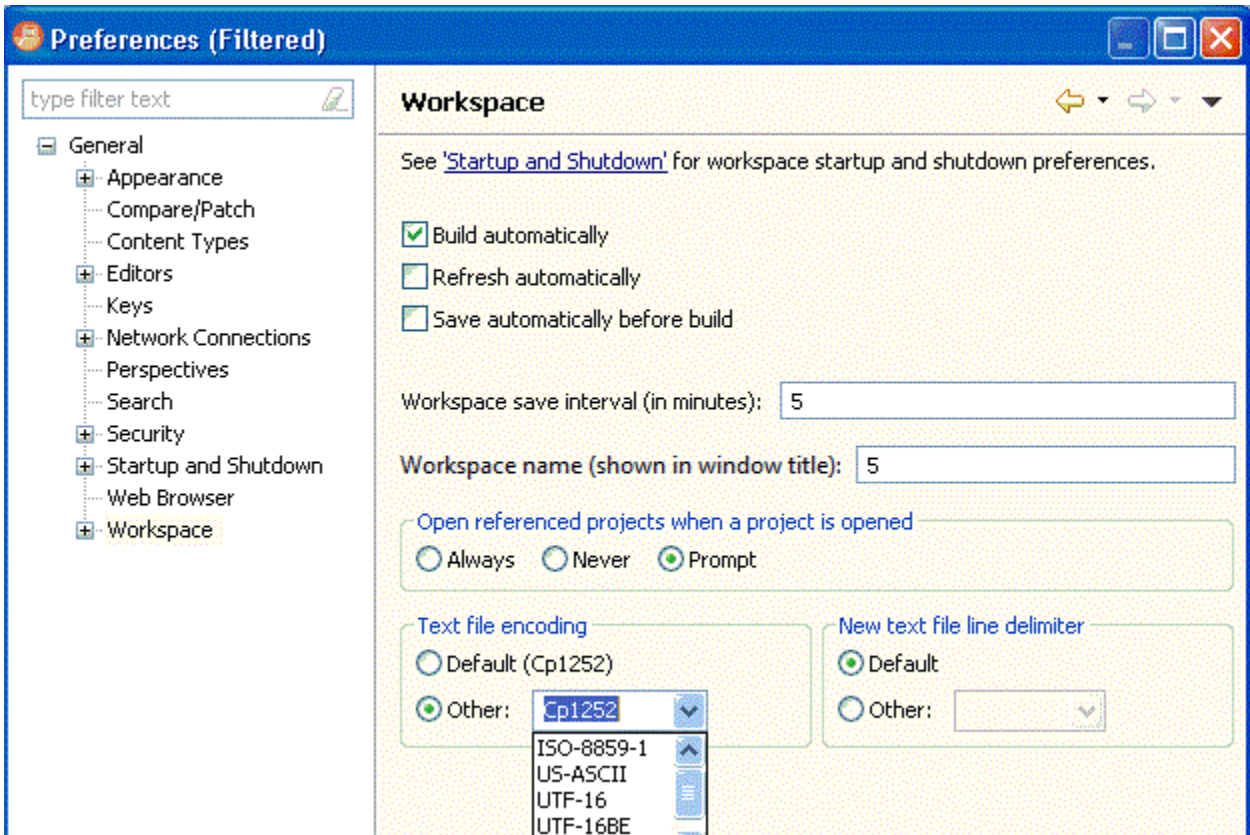 Preferences (Filtered)
type filter text
General
Appearance
Compare/Patch
Content Types
Editors
Keys
Network Connections
Perspectives
Search
Security
Startup and Shutdown
Web Browser
Workspace
Workspace
See 'Startup and Shutdown' for workspace startup and shutdown preferences.
Build automatically
Refresh automatically
Save automatically before build
Workspace save interval (in minutes): 5
Workspace name (shown in window title): 5
Open referenced projects when a project is opened
Always Never Prompt
Text file encoding
Default (Cp1252)
Other: Cp1252
ISO-8859-1
US-ASCII
UTF-16
UTF-16BE
New text file line delimiter
Default
Other: